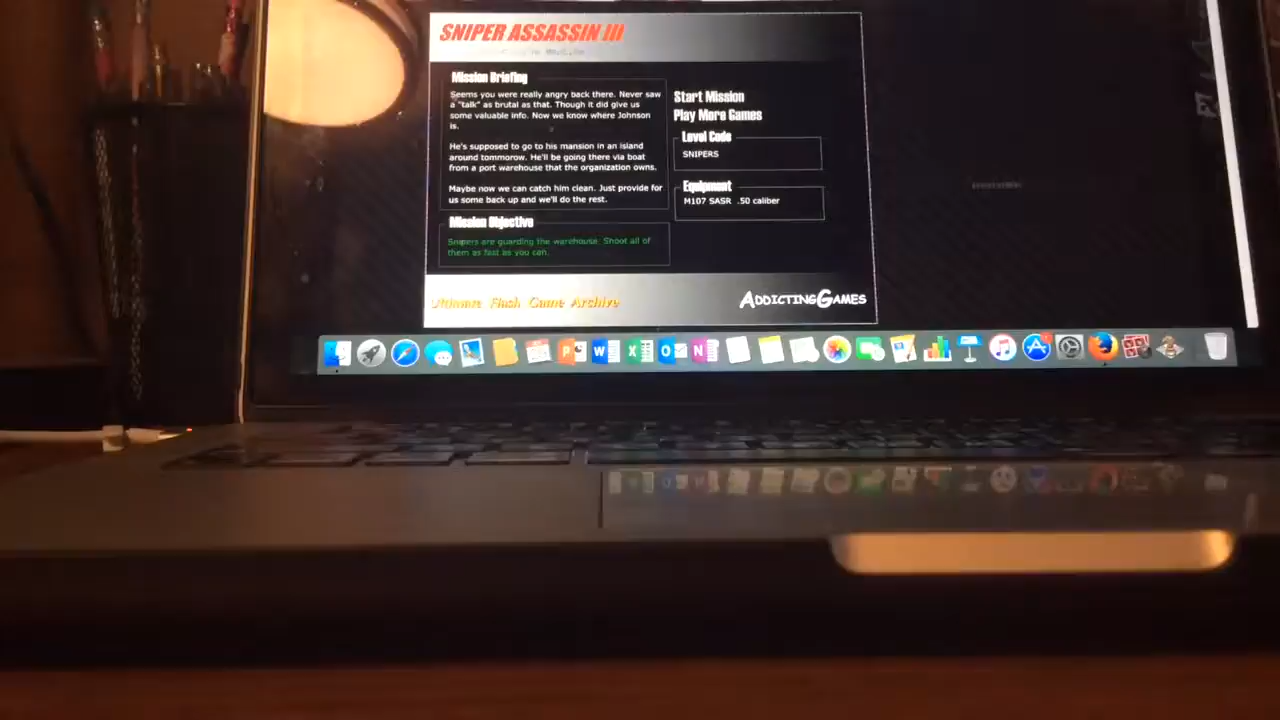 SNIPER ASSASSIN III
Mission Briefing
Seems you were really angry back there. Never saw
a "talk" as brutal as that. Though it did give us
some valuable info. Now we know where Johnson
is.
He's supposed to go to his mansion in an island
around tommorow. He'll be going there via boat
from a port warehouse that the organization owns.
Maybe now we can catch him clean. Just provide for
us some back up and we'll do the rest.
Mission Objective
Snipers are guarding the warehouse. Shoot all of
them as fast as you can.
Start Mission
Play More Games
Level Code
SNIPERS
Equipment
M107 SASR .50 caliber
Ultimate Flash Game Archive
ADDICTINGGAMES